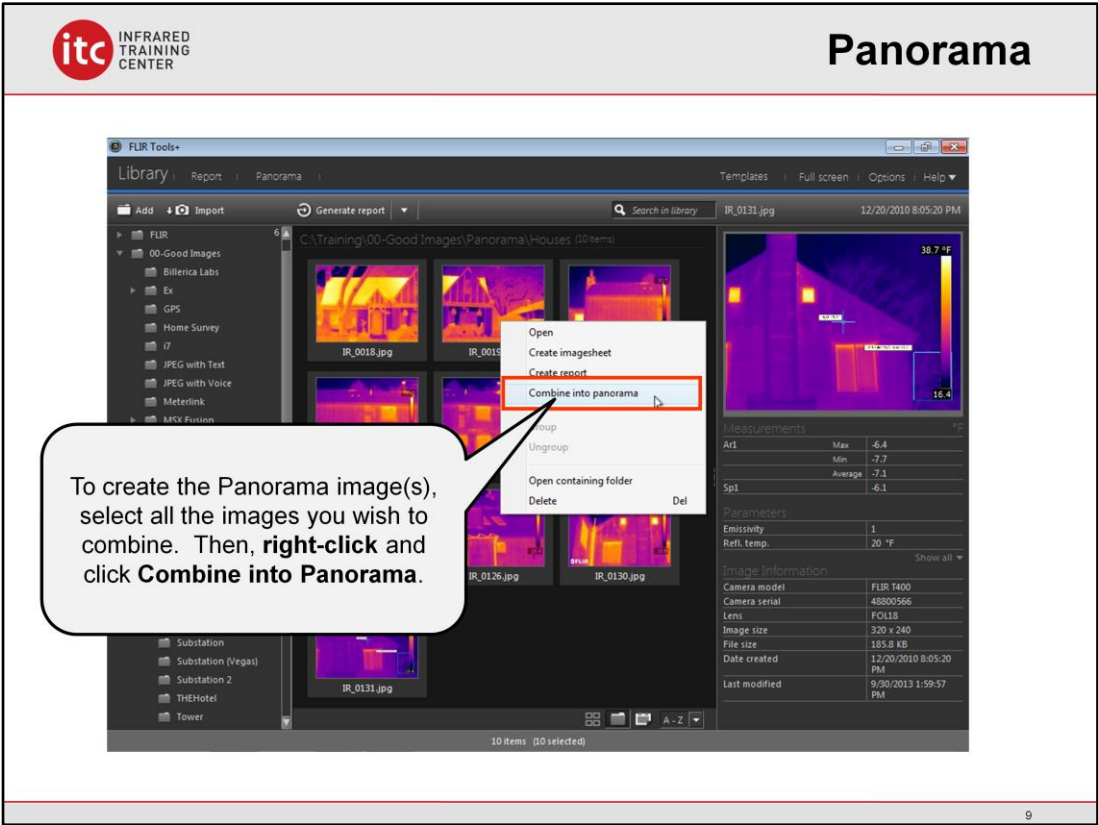 itc INFRARED
TRAINING
CENTER
Panorama
FLIR Tools+
Library Report Panorama
Templates Full screen Options Help
Add Import Generate report Search in library IR_0131.jpg 12/20/2010 8:05:20 PM
FLIR 6
00-Good Images
Billerica Labs
Ex
GPS
Home Survey
i7
JPEG with Text
JPEG with Voice
Meterlink
MSX Fusion
C:\Training\00-Good Images\Panorama\Houses (10 items)
IR_0018.jpg IR_0019
Open
Create imagesheet
Create report
Combine into panorama
Group
Ungroup
Open containing folder
Delete Del
To create the Panorama image(s),
select all the images you wish to
combine. Then, right-click and
click Combine into Panorama.
IR_0126.jpg IR_0130.jpg
IR_0131.jpg
Substation
Substation (Vegas)
Substation 2
THEHotel
Tower
A - Z
10 items (10 selected)
38.7 °F
16.4
Measurements °F
Ar1 Max -6.4
Min -7.7
Average -7.1
Sp1 -6.1
Parameters
Emissivity 1
Refl. temp. 20 °F
Show all
Image Information
Camera model FLIR T400
Camera serial 48800566
Lens FOL18
Image size 320 x 240
File size 185.8 KB
Date created 12/20/2010 8:05:20
PM
Last modified 9/30/2013 1:59:57
PM
9